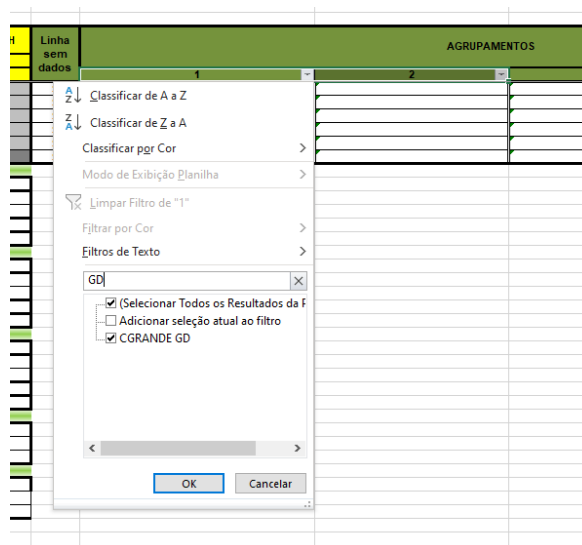 H
Linha
sem
dados
AGRUPAMENTOS
1
2
Classificar de A a Z
Classificar de Z a A
Classificar por Cor
Modo de Exibição Planilha
Limpar Filtro de "1"
Filtrar por Cor
Filtros de Texto
GD
(Selecionar Todos os Resultados da P
Adicionar seleção atual ao filtro
CGRANDE GD
OK
Cancelar